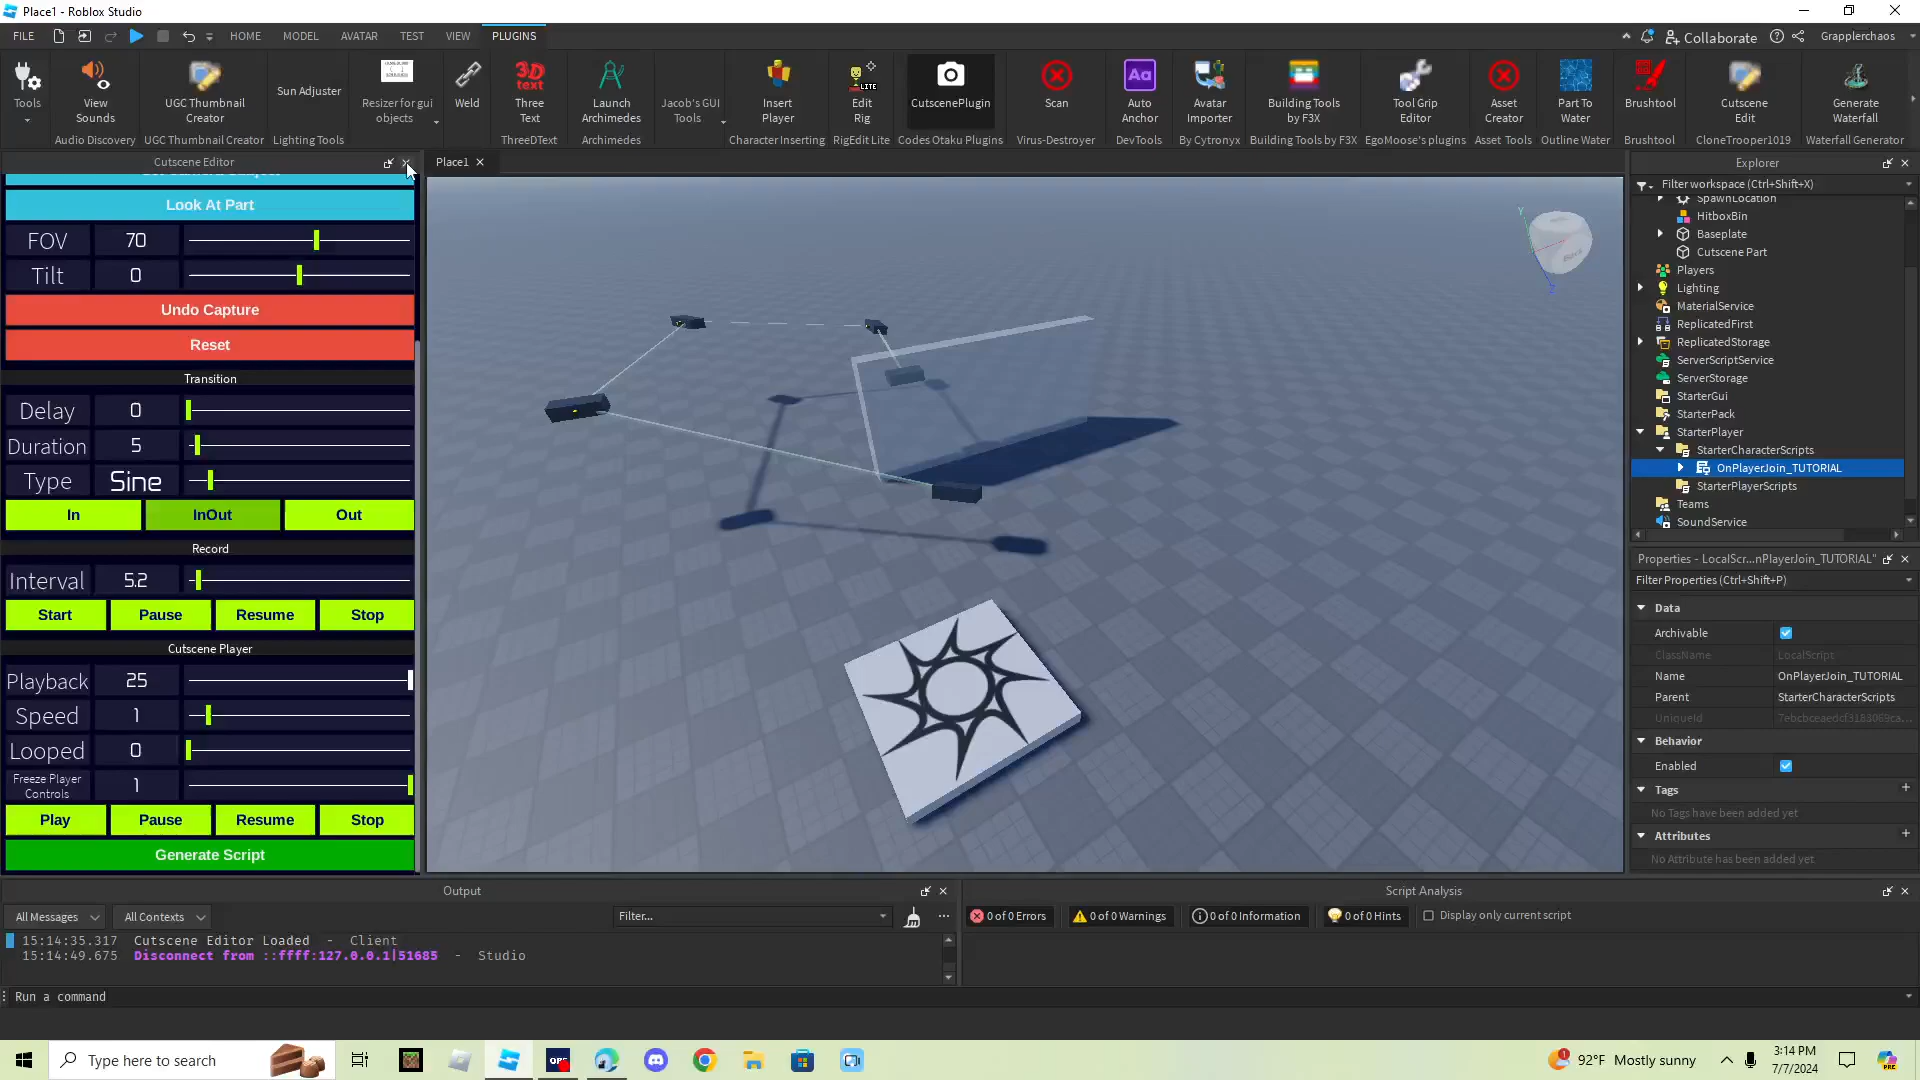 Place1 - Roblox Studio
FILE HOME MODEL AVATAR TEST VIEW PLUGINS Collaborate Grapplerchaos
Tools
View Sounds
Audio Discovery
UGC Thumbnail Creator
UGC Thumbnail Creator
Sun Adjuster
Lighting Tools
Resizer for gui objects
Weld
3D text
Three Text
ThreeDText
Launch Archimedes
Archimedes
Jacob's GUI Tools
Insert Player
Character Inserting
LITE
Edit Rig
RigEdit Lite
CutscenePlugin
Codes Otaku Plugins
Scan
Virus-Destroyer
Aa
Auto Anchor
DevTools
Avatar Importer
By Cytronyx
Building Tools by F3X
Building Tools by F3X
Tool Grip Editor
EgoMoose's plugins
Asset Creator
Asset Tools
Part To Water
Outline Water
Brushtool
Brushtool
Cutscene Edit
CloneTrooper1019
Generate Waterfall
Waterfall Generator
Cutscene Editor
Place1
Look At Part
FOV 70
Tilt 0
Undo Capture
Reset
Transition
Delay 0
Duration 5
Type Sine
In InOut Out
Record
Interval 5.2
Start Pause Resume Stop
Cutscene Player
Playback 25
Speed 1
Looped 0
Freeze Player Controls 1
Play Pause Resume Stop
Generate Script
Y
Z
Explorer
Filter workspace (Ctrl+Shift+X)
SpawnLocation
HitboxBin
Baseplate
Cutscene Part
Players
Lighting
MaterialService
ReplicatedFirst
ReplicatedStorage
ServerScriptService
ServerStorage
StarterGui
StarterPack
StarterPlayer
StarterCharacterScripts
OnPlayerJoin_TUTORIAL
StarterPlayerScripts
Teams
SoundService
Properties - LocalScr...nPlayerJoin_TUTORIAL"
Filter Properties (Ctrl+Shift+P)
Data
Archivable
ClassName LocalScript
Name OnPlayerJoin_TUTORIAL
Parent StarterCharacterScripts
UniqueId
Behavior
Enabled
Tags
No Tags have been added yet
Attributes
No Attribute has been added yet
Output
All Messages All Contexts Filter...
15:14:35.317 Cutscene Editor Loaded - Client
15:14:49.675 Disconnect from ::ffff:127.0.0.1|51685 - Studio
Script Analysis
0 of 0 Errors 0 of 0 Warnings 0 of 0 Information 0 of 0 Hints Display only current script
Run a command
Type here to search
92°F Mostly sunny
3:14 PM
7/7/2024